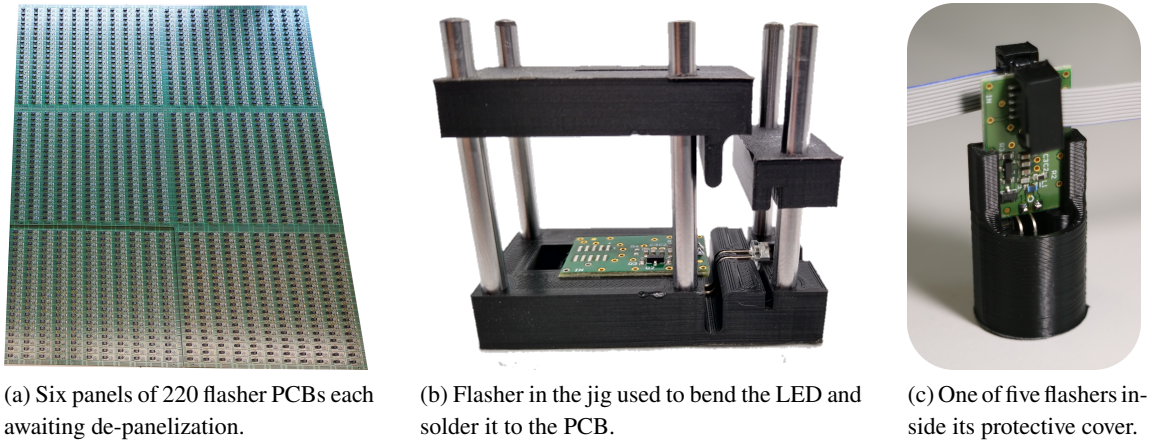 (a) Six panels of 220 flasher PCBs each
awaiting de-panelization.
(b) Flasher in the jig used to bend the LED and
solder it to the PCB.
(c) One of five flashers in-
side its protective cover.